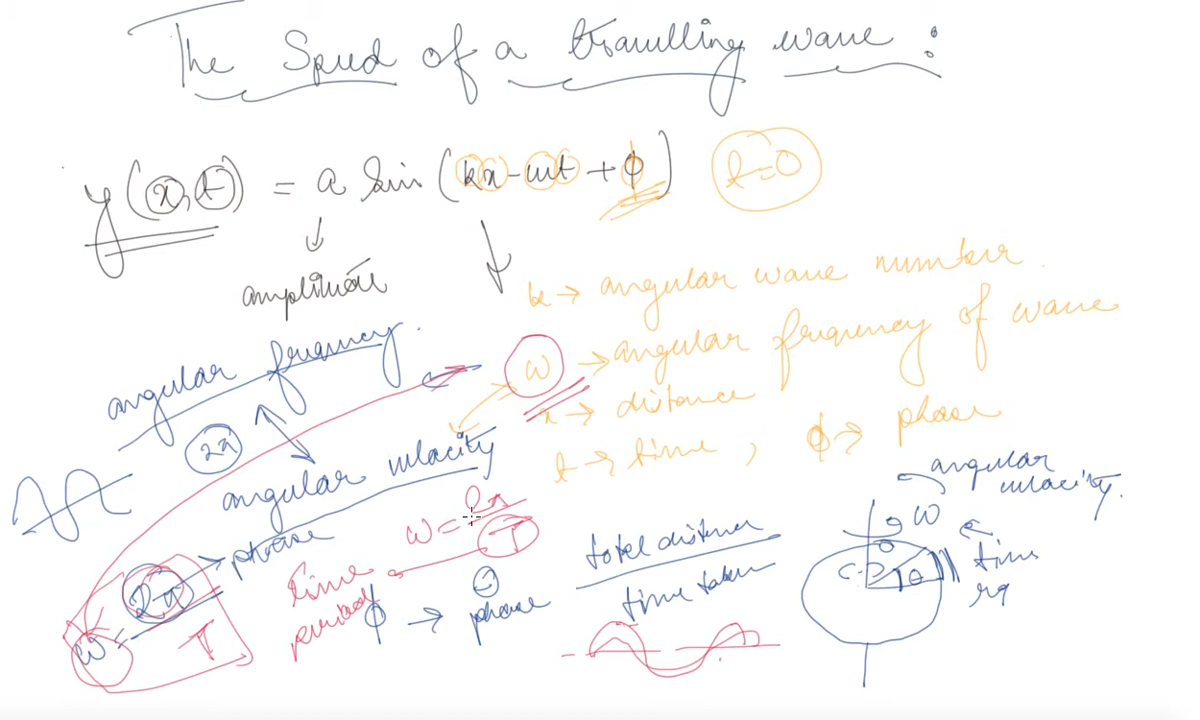 The Speed of a travelling wave :
y(x,t) = a sin (kx-ωt + ϕ) t=0
↓
amplitude
k → angular wave number
ω → angular frequency of wave
x → distance
t → time , ϕ → phase
angular frequency.
2π
angular velocity
ω = 2π/T
→ phase
time period
ω = 2π/T
ϕ → phase
total distance
time taken
angular velocity.
ω
θ
time